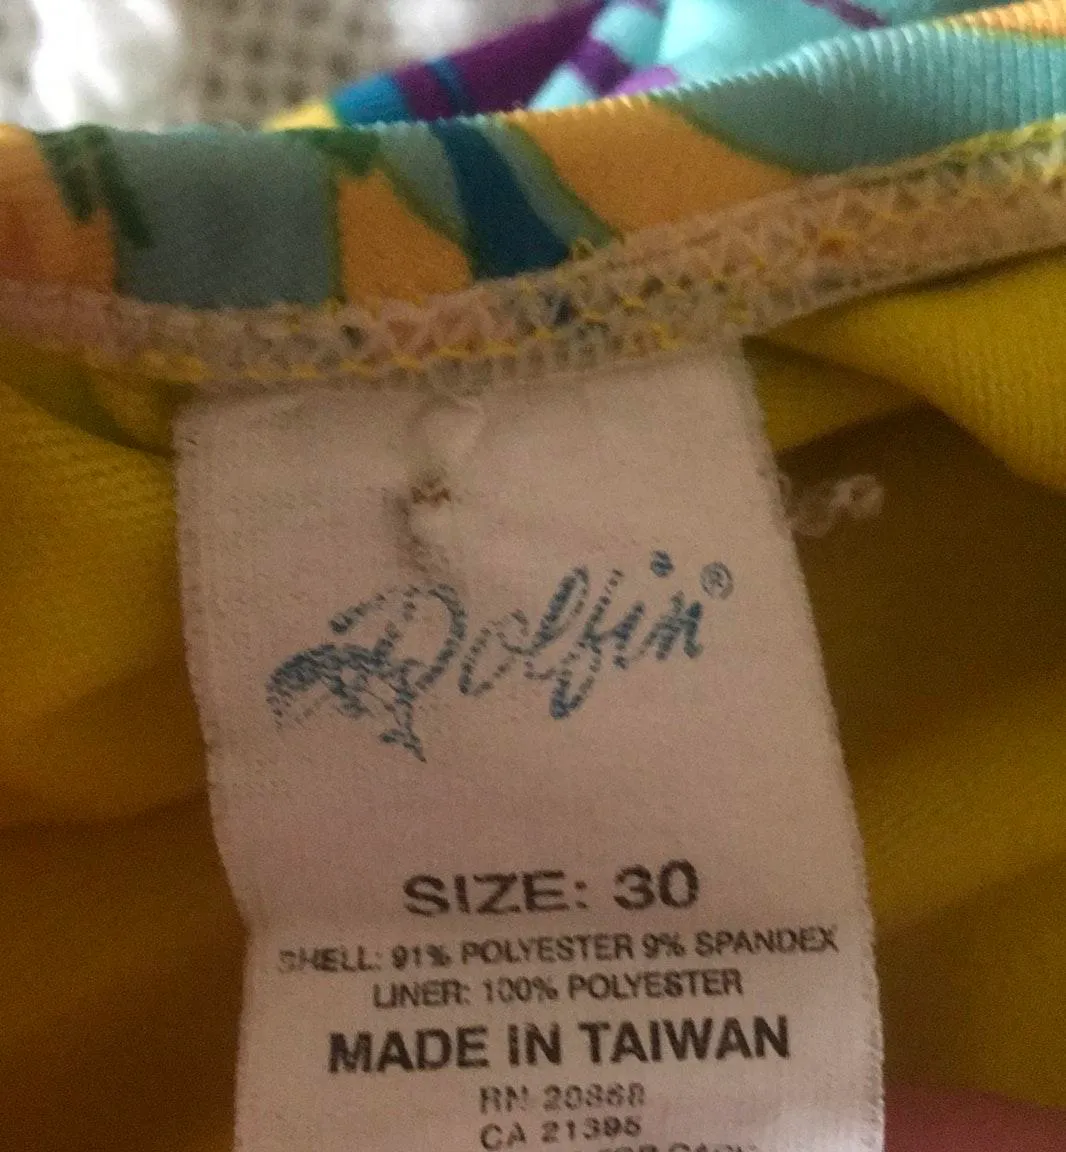 Dolfin®
SIZE: 30
SHELL: 91% POLYESTER 9% SPANDEX
LINER: 100% POLYESTER
MADE IN TAIWAN
RN 20868
CA 21395